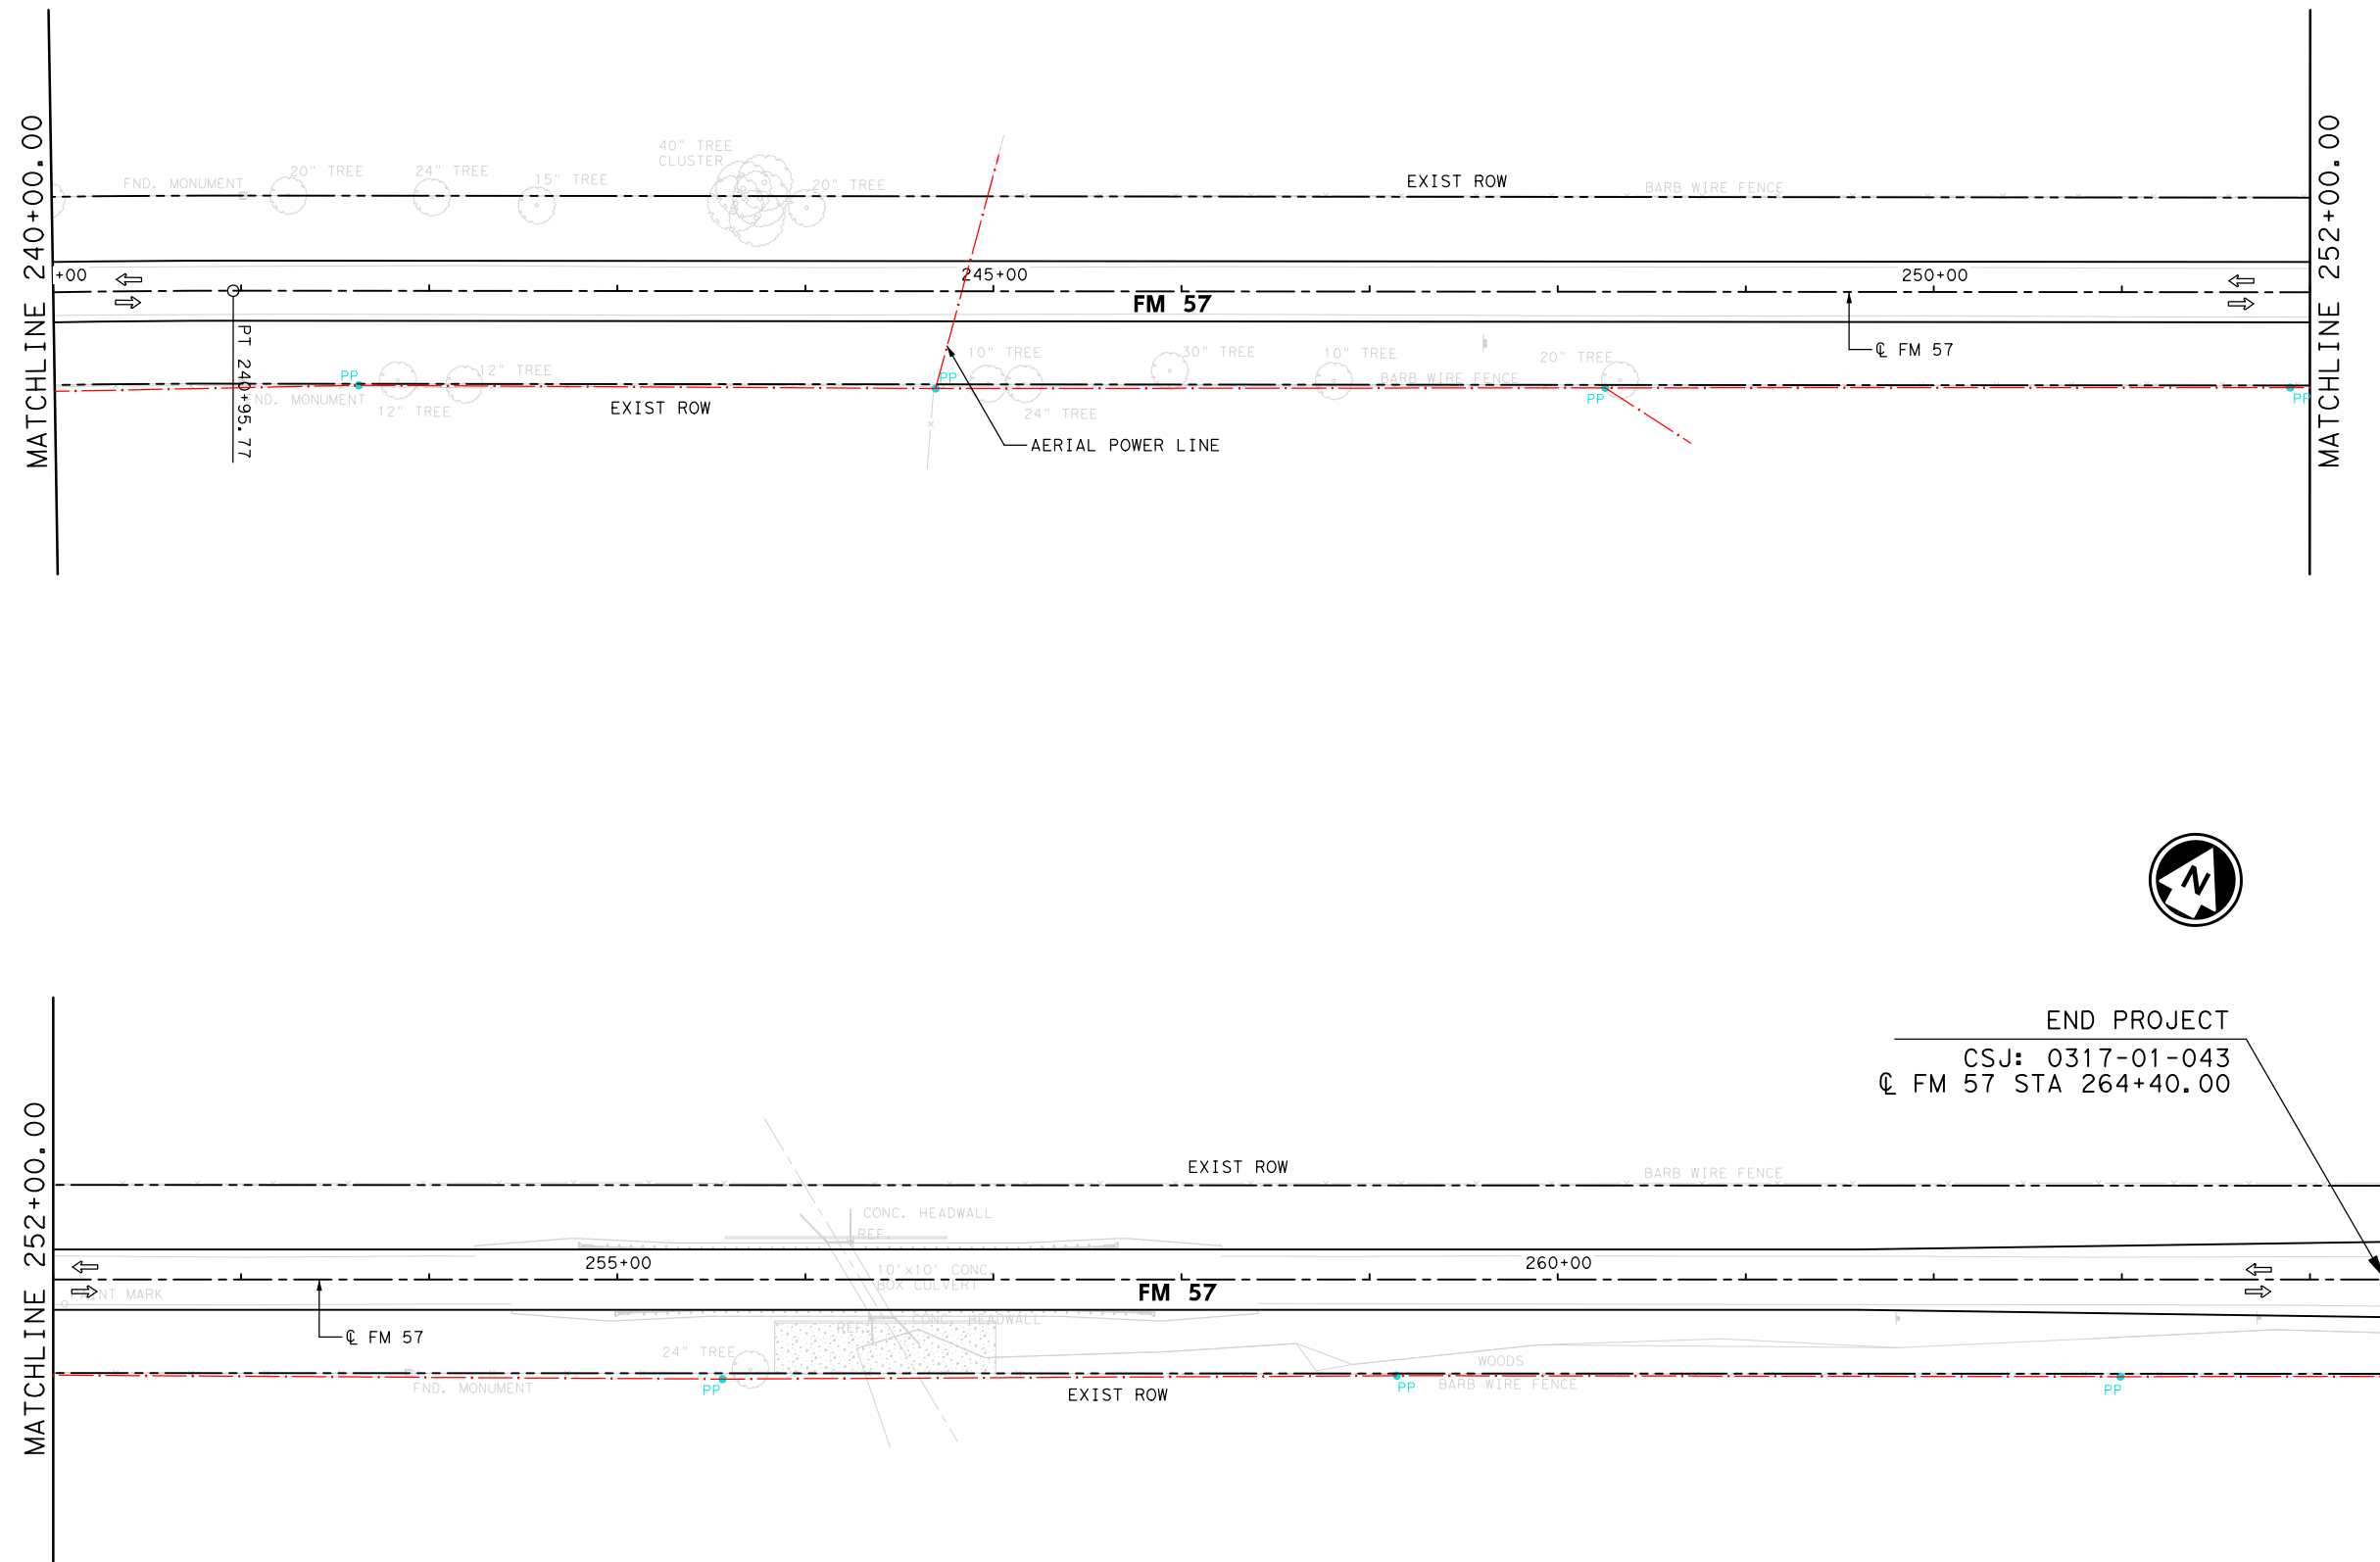 MATCHLINE 240+00.00
40" TREE
CLUSTER
20" TREE
24" TREE
15" TREE
20" TREE
FND. MONUMENT
EXIST ROW
BARB WIRE FENCE
+00
245+00
250+00
FM 57
PT 240+95.77
℄ FM 57
PP
12" TREE
FND. MONUMENT
12" TREE
EXIST ROW
PP
10" TREE
24" TREE
30" TREE
10" TREE
BARB WIRE FENCE
20" TREE
PP
PP
AERIAL POWER LINE
MATCHLINE 252+00.00
N
END PROJECT
CSJ: 0317-01-043
℄ FM 57 STA 264+40.00
MATCHLINE 252+00.00
EXIST ROW
BARB WIRE FENCE
CONC. HEADWALL
REF.
255+00
260+00
10'x10' CONC.
BOX CULVERT
FM 57
PAINT MARK
CONC. HEADWALL
REF.
℄ FM 57
24" TREE
WOODS
FND. MONUMENT
PP
EXIST ROW
PP
BARB WIRE FENCE
PP